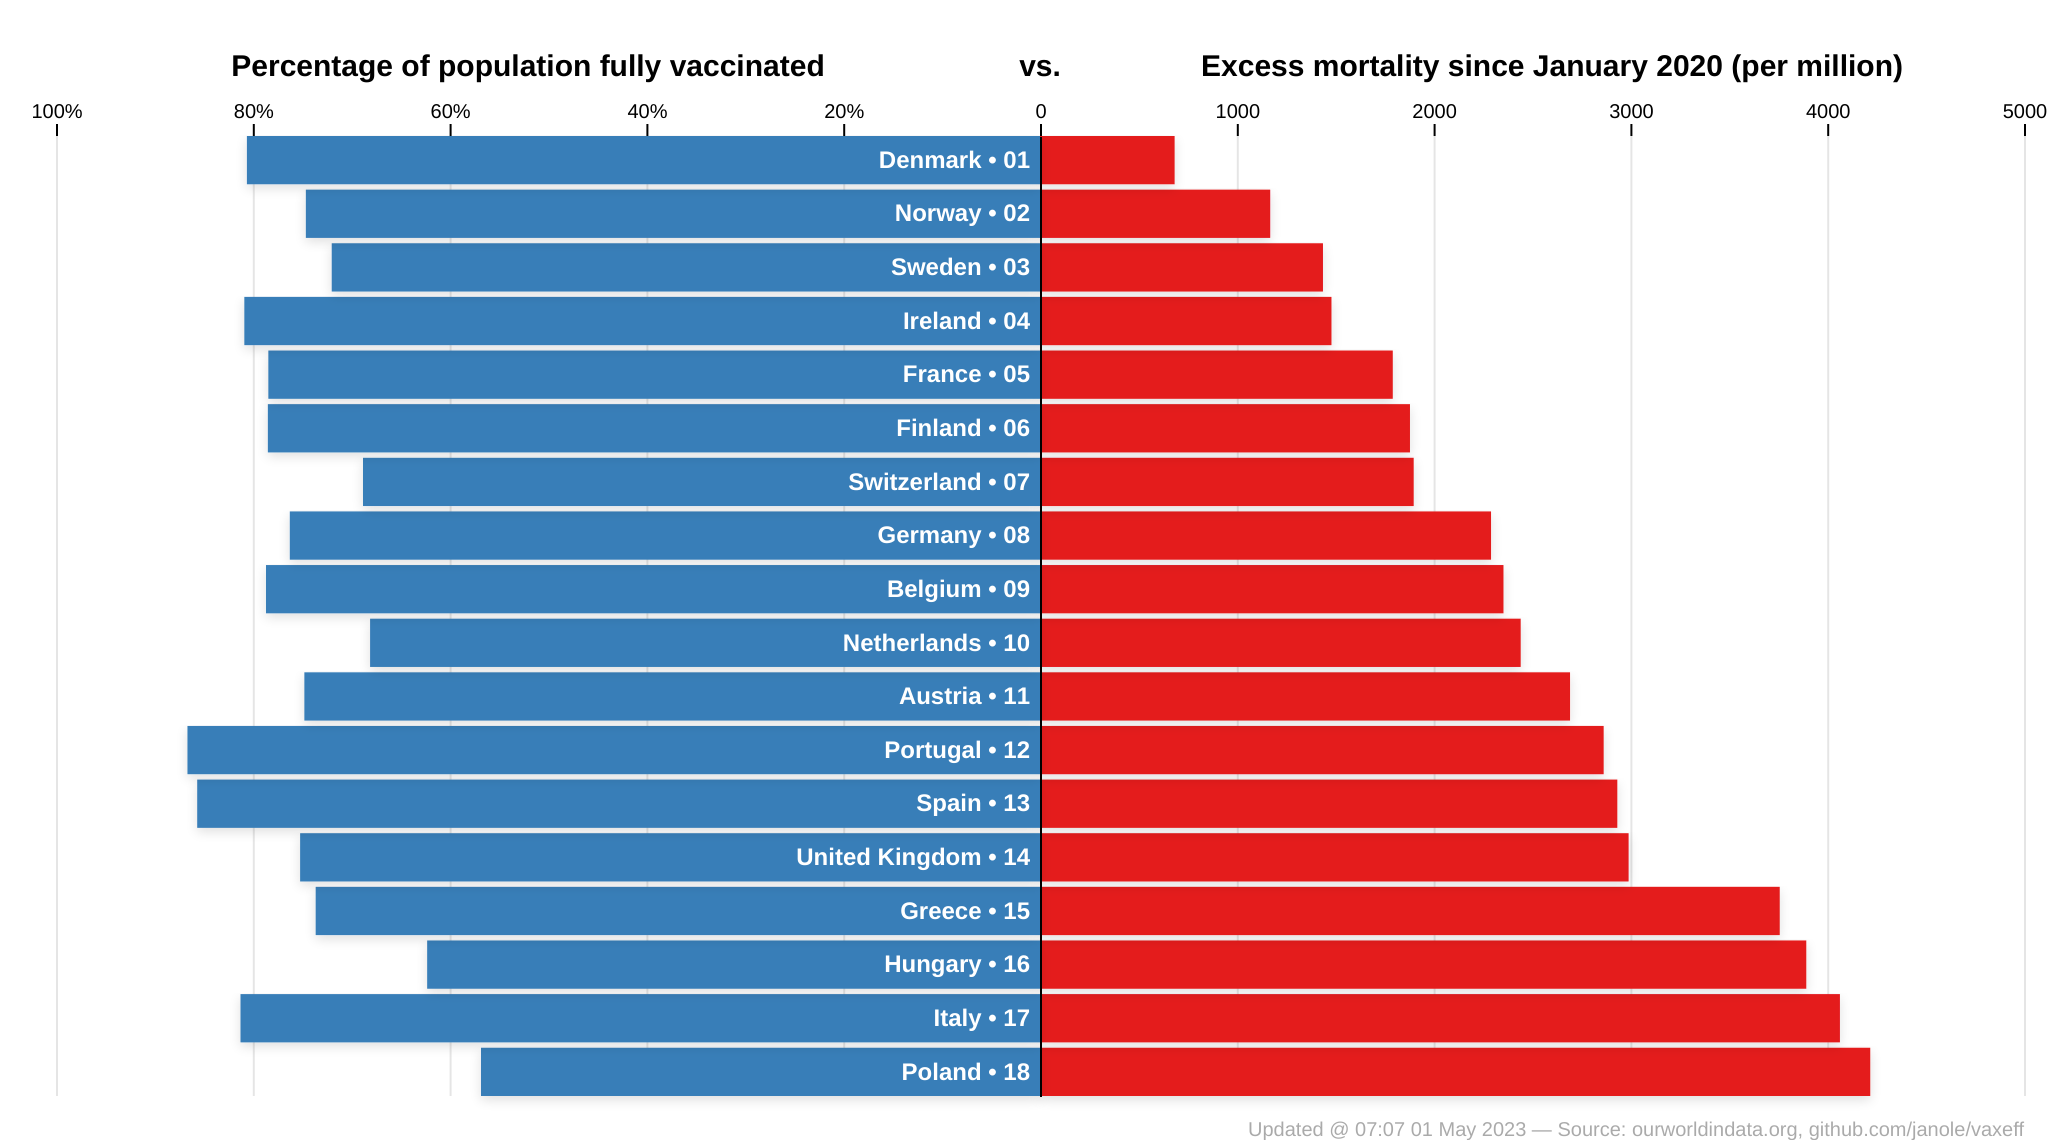 Percentage of population fully vaccinated vs. Excess mortality since January 2020 (per million)
100% 80% 60% 40% 20% 0 1000 2000 3000 4000 5000
Denmark • 01
Norway • 02
Sweden • 03
Ireland • 04
France • 05
Finland • 06
Switzerland • 07
Germany • 08
Belgium • 09
Netherlands • 10
Austria • 11
Portugal • 12
Spain • 13
United Kingdom • 14
Greece • 15
Hungary • 16
Italy • 17
Poland • 18
Updated @ 07:07 01 May 2023 — Source: ourworldindata.org, github.com/janole/vaxeff